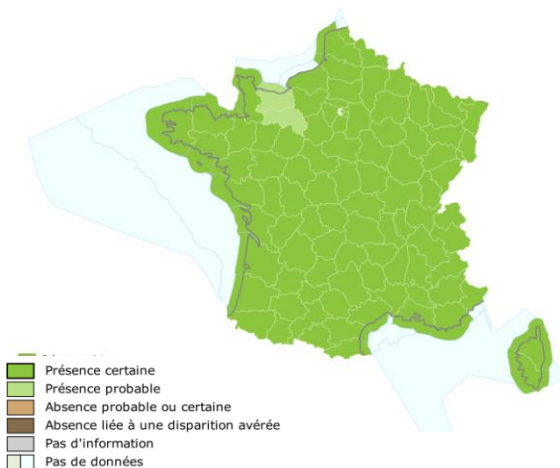 Présence certaine
Présence probable
Absence probable ou certaine
Absence liée à une disparition avérée
Pas d'information
Pas de données